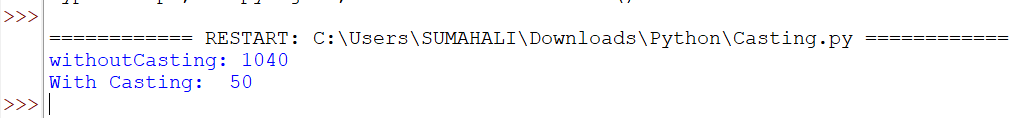 >>>
============ RESTART: C:\Users\SUMAHALI\Downloads\Python\Casting.py ============
withoutCasting: 1040
With Casting:  50
>>>